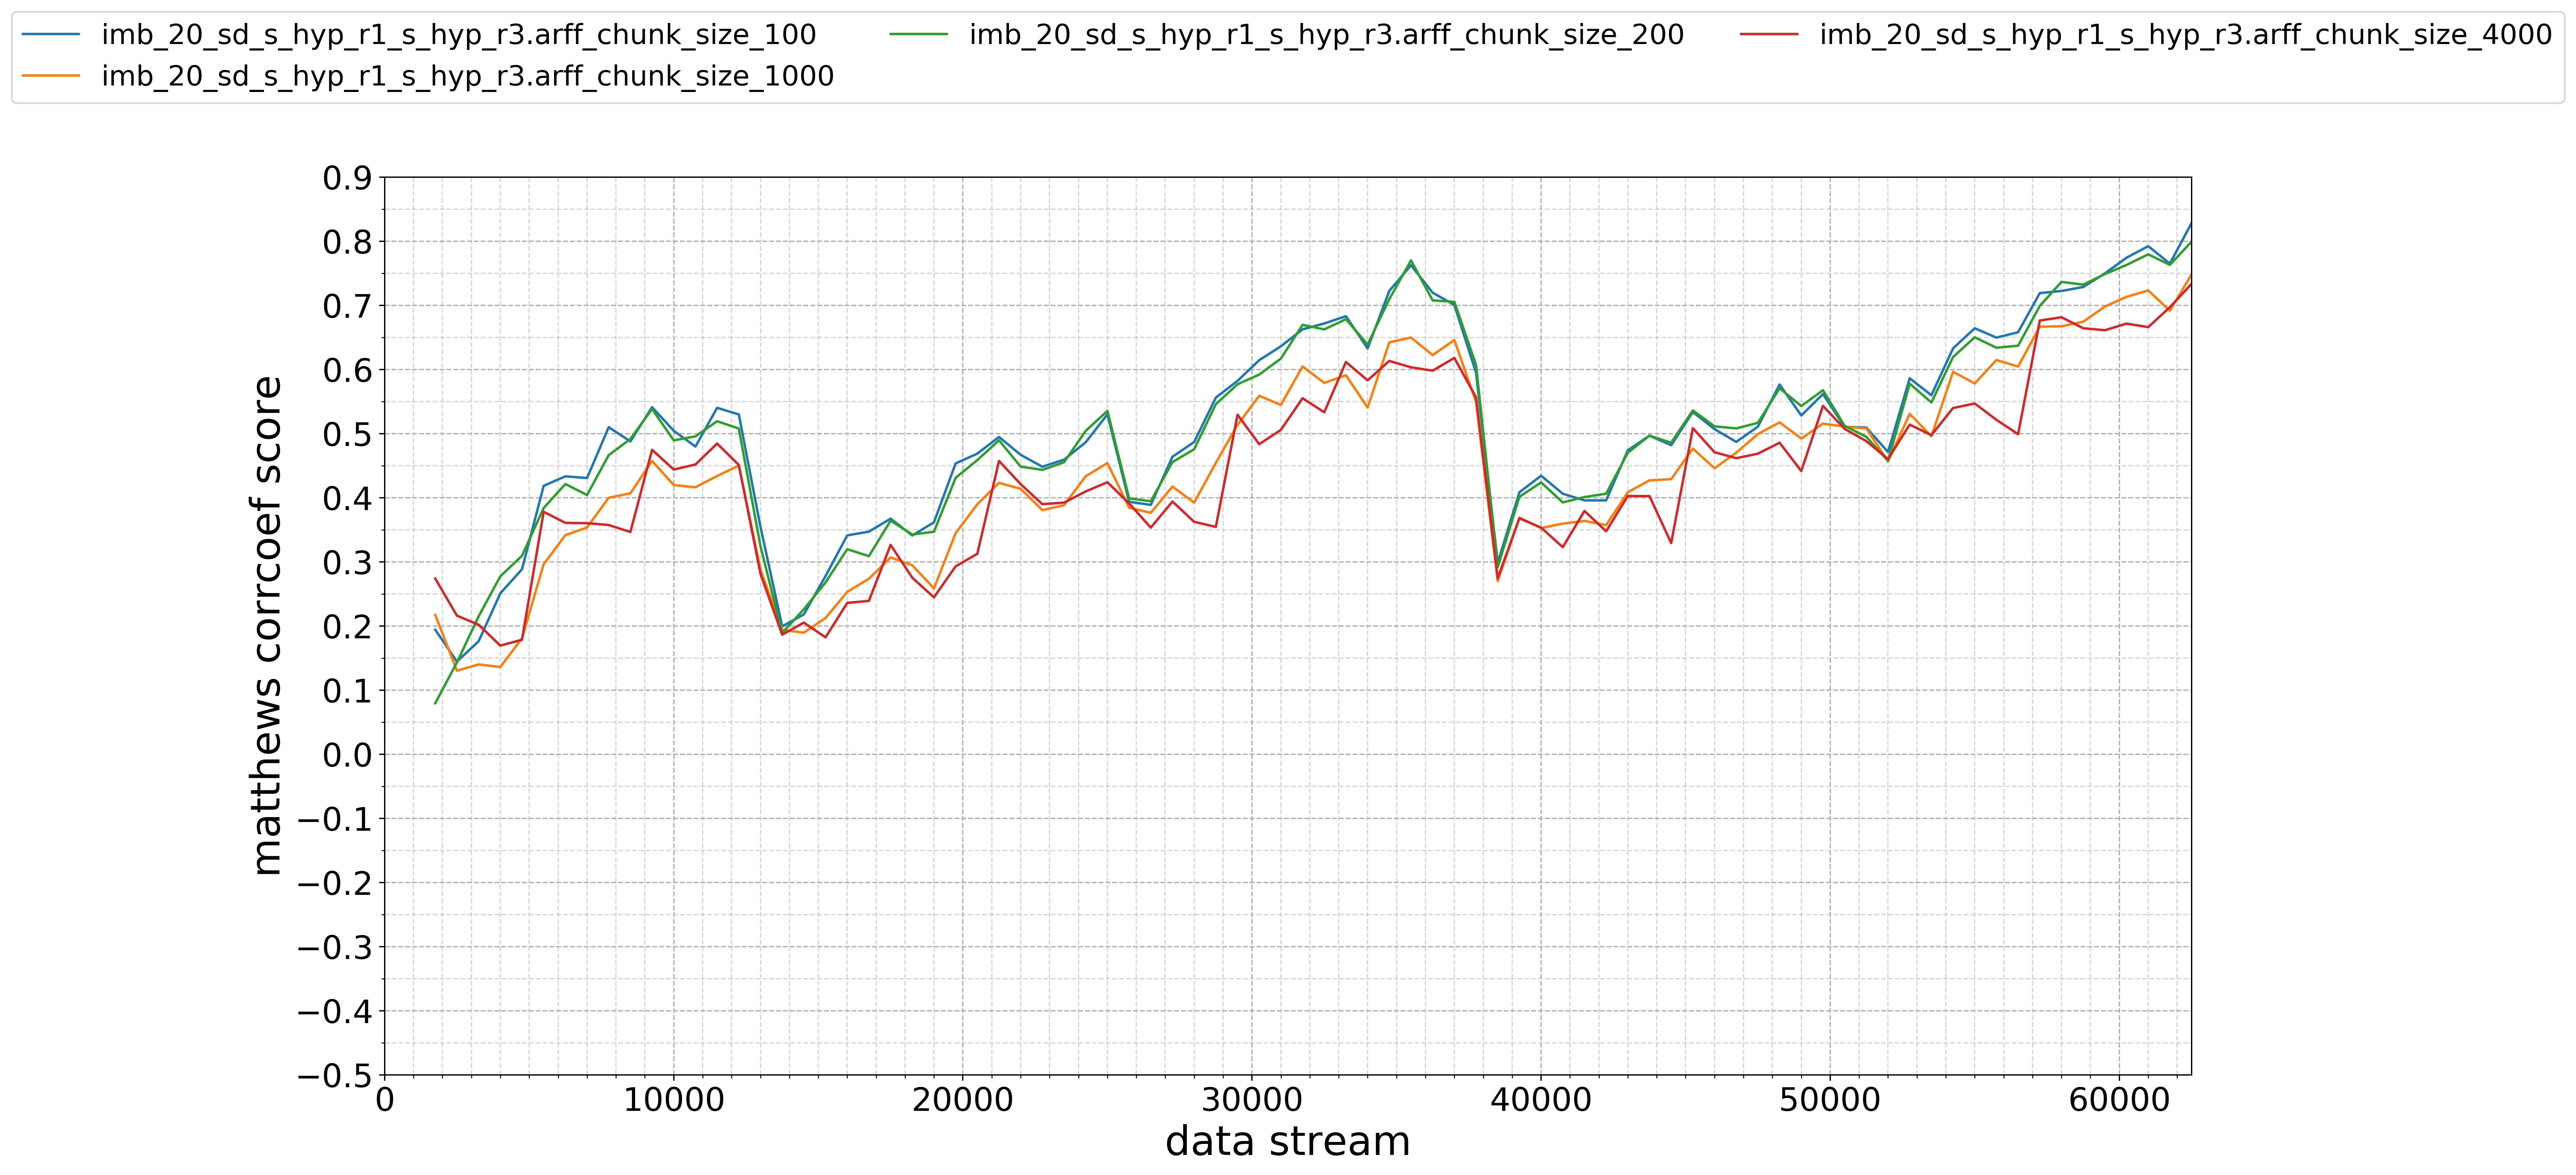 imb_20_sd_s_hyp_r1_s_hyp_r3.arff_chunk_size_100
imb_20_sd_s_hyp_r1_s_hyp_r3.arff_chunk_size_1000
imb_20_sd_s_hyp_r1_s_hyp_r3.arff_chunk_size_200
imb_20_sd_s_hyp_r1_s_hyp_r3.arff_chunk_size_4000
matthews corrcoef score
0.9
0.8
0.7
0.6
0.5
0.4
0.3
0.2
0.1
0.0
−0.1
−0.2
−0.3
−0.4
−0.5
0 10000 20000 30000 40000 50000 60000
data stream